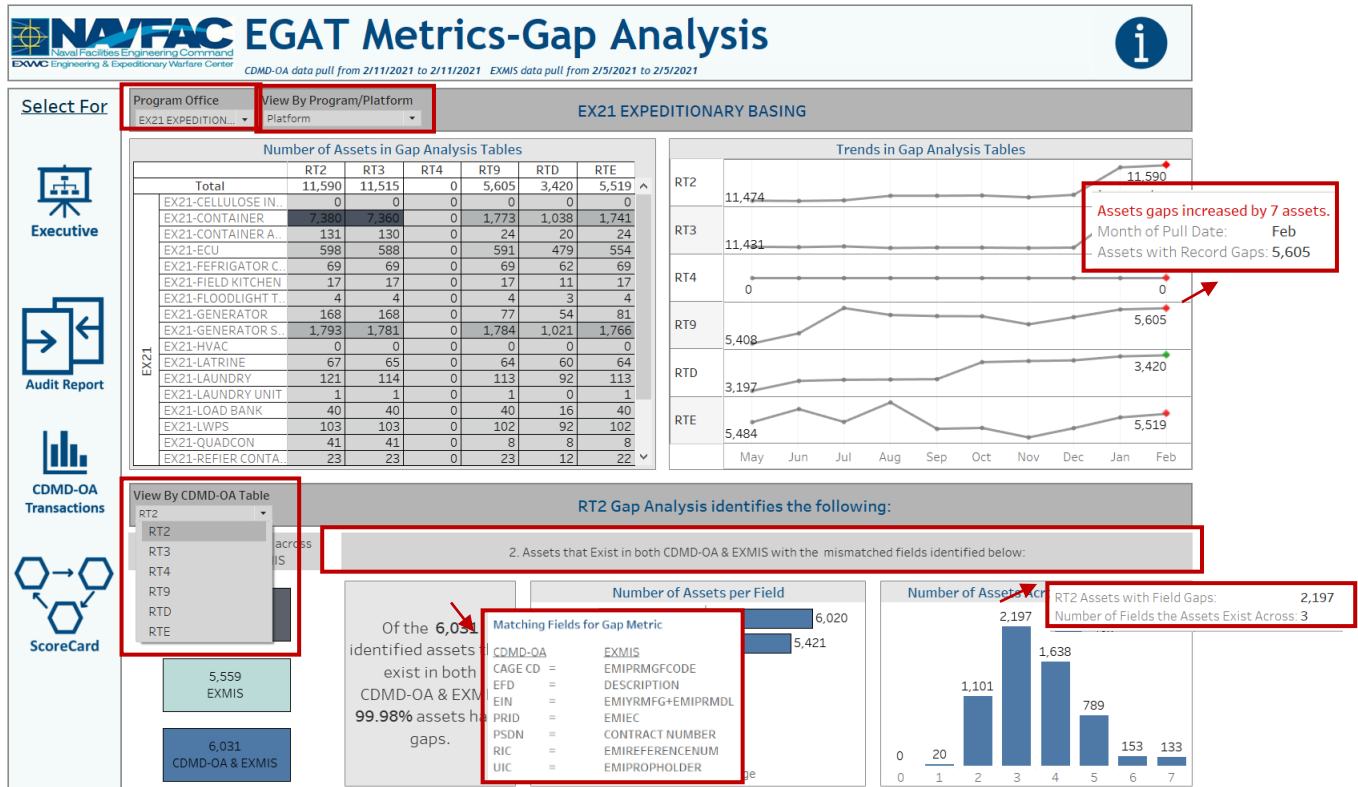 NAVFAC
Naval Facilities Engineering Command
EXWC Engineering & Expeditionary Warfare Center
EGAT Metrics-Gap Analysis
CDMD-OA data pull from 2/11/2021 to 2/11/2021 EXMIS data pull from 2/5/2021 to 2/5/2021
i
Select For
Executive
Audit Report
CDMD-OA
Transactions
ScoreCard
Program Office
EX21 EXPEDITION...
View By Program/Platform
Platform
EX21 EXPEDITIONARY BASING
Number of Assets in Gap Analysis Tables
RT2 RT3 RT4 RT9 RTD RTE
Total 11,590 11,515 0 5,605 3,420 5,519
EX21
EX21-CELLULOSE IN.. 0 0 0 0 0 0
EX21-CONTAINER 7,380 7,360 0 1,773 1,038 1,741
EX21-CONTAINER A.. 131 130 0 24 20 24
EX21-ECU 598 588 0 591 479 554
EX21-FEFRIGATOR C.. 69 69 0 69 62 69
EX21-FIELD KITCHEN 17 17 0 17 11 17
EX21-FLOODLIGHT T.. 4 4 0 4 3 4
EX21-GENERATOR 168 168 0 77 54 81
EX21-GENERATOR S.. 1,793 1,781 0 1,784 1,021 1,766
EX21-HVAC 0 0 0 0 0 0
EX21-LATRINE 67 65 0 64 60 64
EX21-LAUNDRY 121 114 0 113 92 113
EX21-LAUNDRY UNIT 1 1 0 1 0 1
EX21-LOAD BANK 40 40 0 40 16 40
EX21-LWPS 103 103 0 102 92 102
EX21-QUADCON 41 41 0 8 8 8
EX21-REFIER CONTA.. 23 23 0 23 12 22
Trends in Gap Analysis Tables
RT2 11,474 11,590
RT3 11,431
RT4 0 0
RT9 5,408 5,605
RTD 3,197 3,420
RTE 5,484 5,519
May Jun Jul Aug Sep Oct Nov Dec Jan Feb
Assets gaps increased by 7 assets.
Month of Pull Date: Feb
Assets with Record Gaps: 5,605
View By CDMD-OA Table
RT2
RT2
RT3
RT4
RT9
RTD
RTE
RT2 Gap Analysis identifies the following:
across
2. Assets that Exist in both CDMD-OA & EXMIS with the mismatched fields identified below:
5,559
EXMIS
6,031
CDMD-OA & EXMIS
Of the 6,031
identified assets
exist in both
CDMD-OA &
99.98% assets
gaps.
Number of Assets per Field
6,020
5,421
Matching Fields for Gap Metric
CDMD-OA EXMIS
CAGE CD = EMIPRMGFCODE
EFD = DESCRIPTION
EIN = EMIYRMFG+EMIPRMDL
PRID = EMIEC
PSDN = CONTRACT NUMBER
RIC = EMIREFERENCENUM
UIC = EMIPROPHOLDER
Number of Assets
RT2 Assets with Field Gaps: 2,197
Number of Fields the Assets Exist Across: 3
0 20 1,101 2,197 1,638 789 153 133
0 1 2 3 4 5 6 7